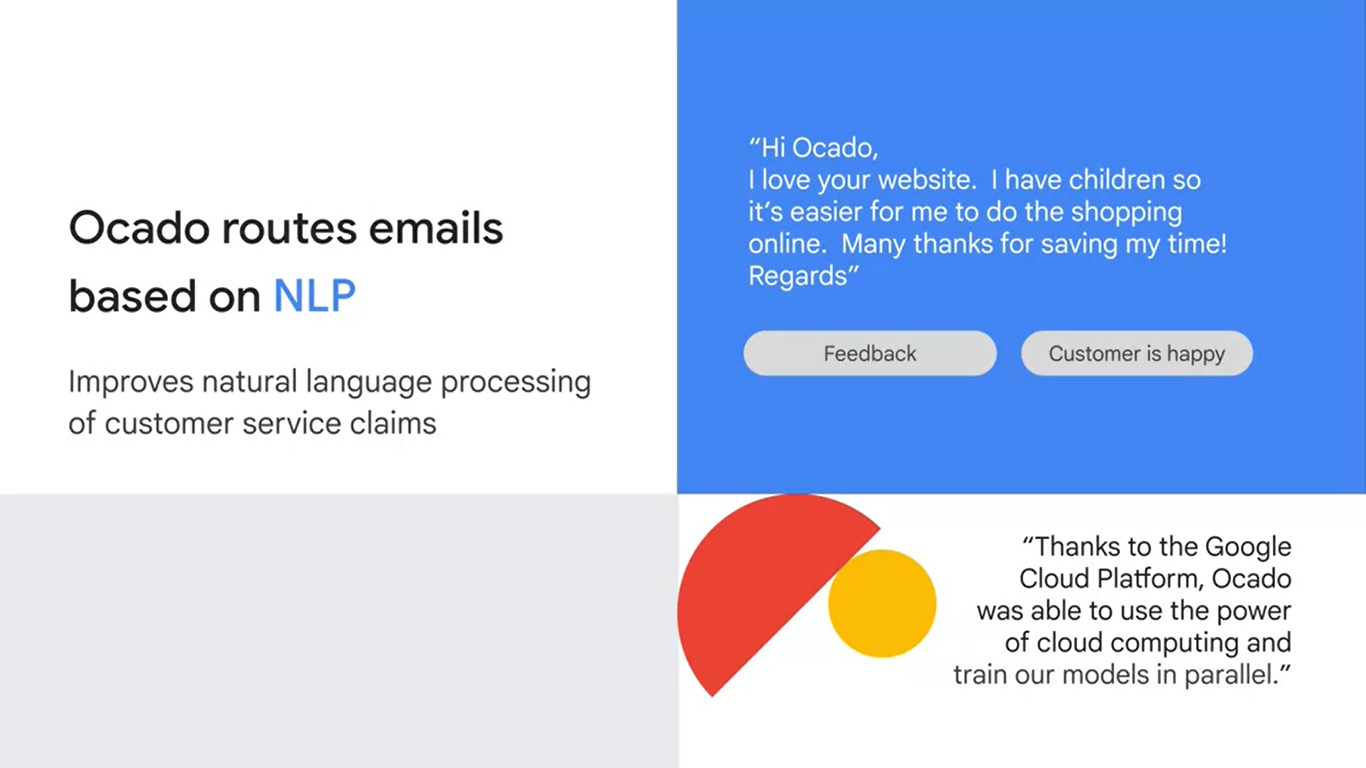 Ocado routes emails
based on NLP
Improves natural language processing
of customer service claims
“Hi Ocado,
I love your website.  I have children so
it’s easier for me to do the shopping
online.  Many thanks for saving my time!
Regards”
Feedback
Customer is happy
“Thanks to the Google
Cloud Platform, Ocado
was able to use the power
of cloud computing and
train our models in parallel.”